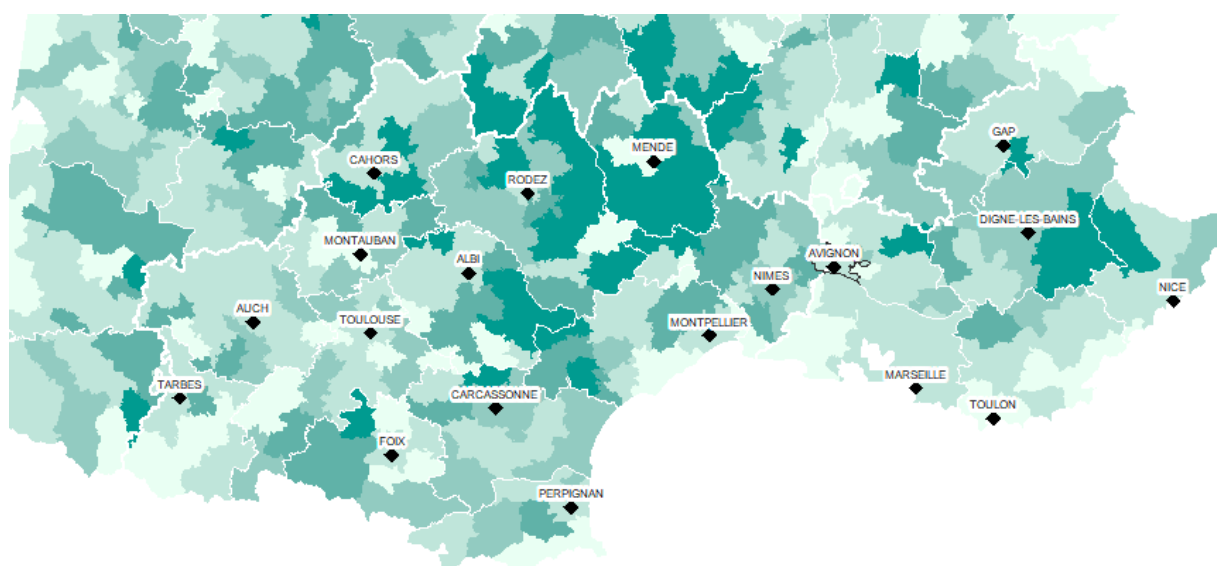 GAP
MENDE
CAHORS
RODEZ
DIGNE-LES-BAINS
MONTAUBAN
AVIGNON
ALBI
NIMES
NICE
AUCH
TOULOUSE
MONTPELLIER
MARSEILLE
TARBES
CARCASSONNE
TOULON
FOIX
PERPIGNAN